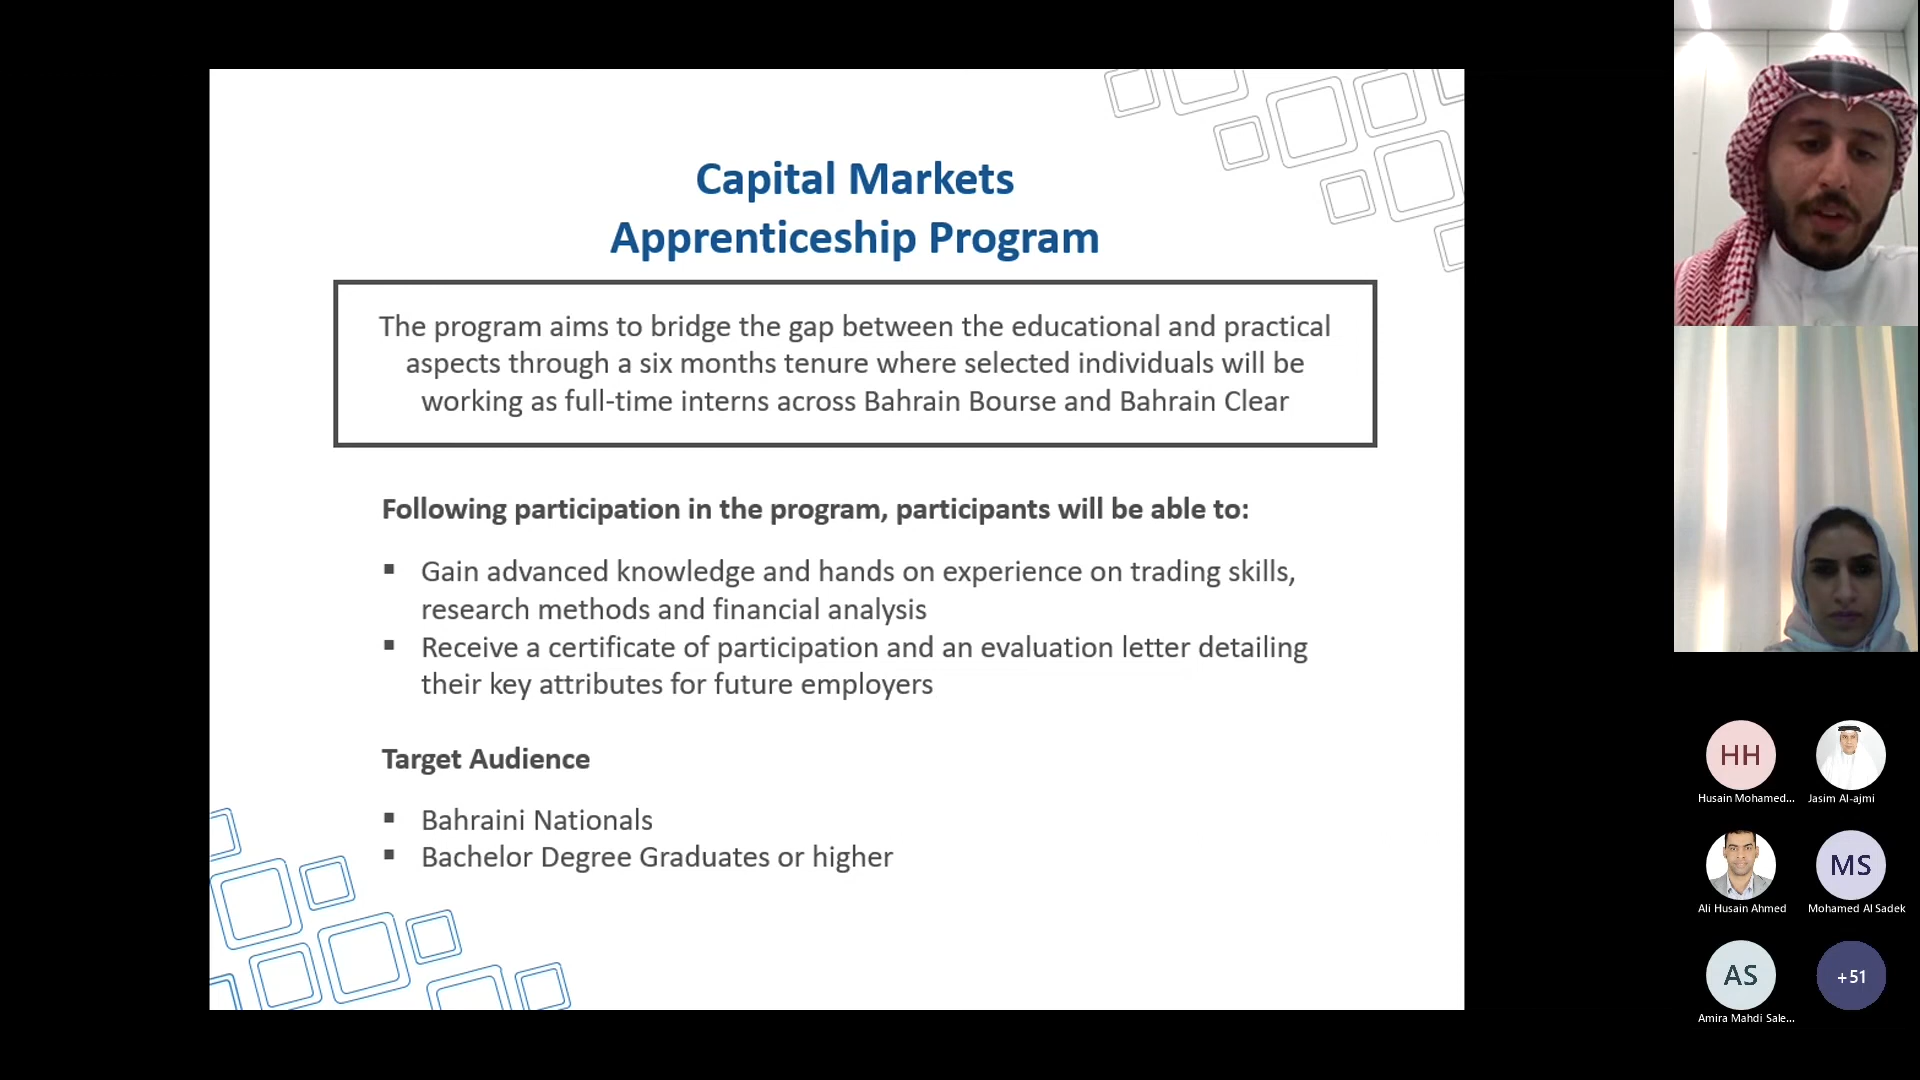 Capital Markets
Apprenticeship Program
The program aims to bridge the gap between the educational and practical
aspects through a six months tenure where selected individuals will be
working as full-time interns across Bahrain Bourse and Bahrain Clear
Following participation in the program, participants will be able to:
▪ Gain advanced knowledge and hands on experience on trading skills,
research methods and financial analysis
▪ Receive a certificate of participation and an evaluation letter detailing
their key attributes for future employers
Target Audience
▪ Bahraini Nationals
▪ Bachelor Degree Graduates or higher
HH
Husain Mohamed...
Jasim Al-ajmi
Ali Husain Ahmed
MS
Mohamed Al Sadek
AS
Amira Mahdi Sale...
+51